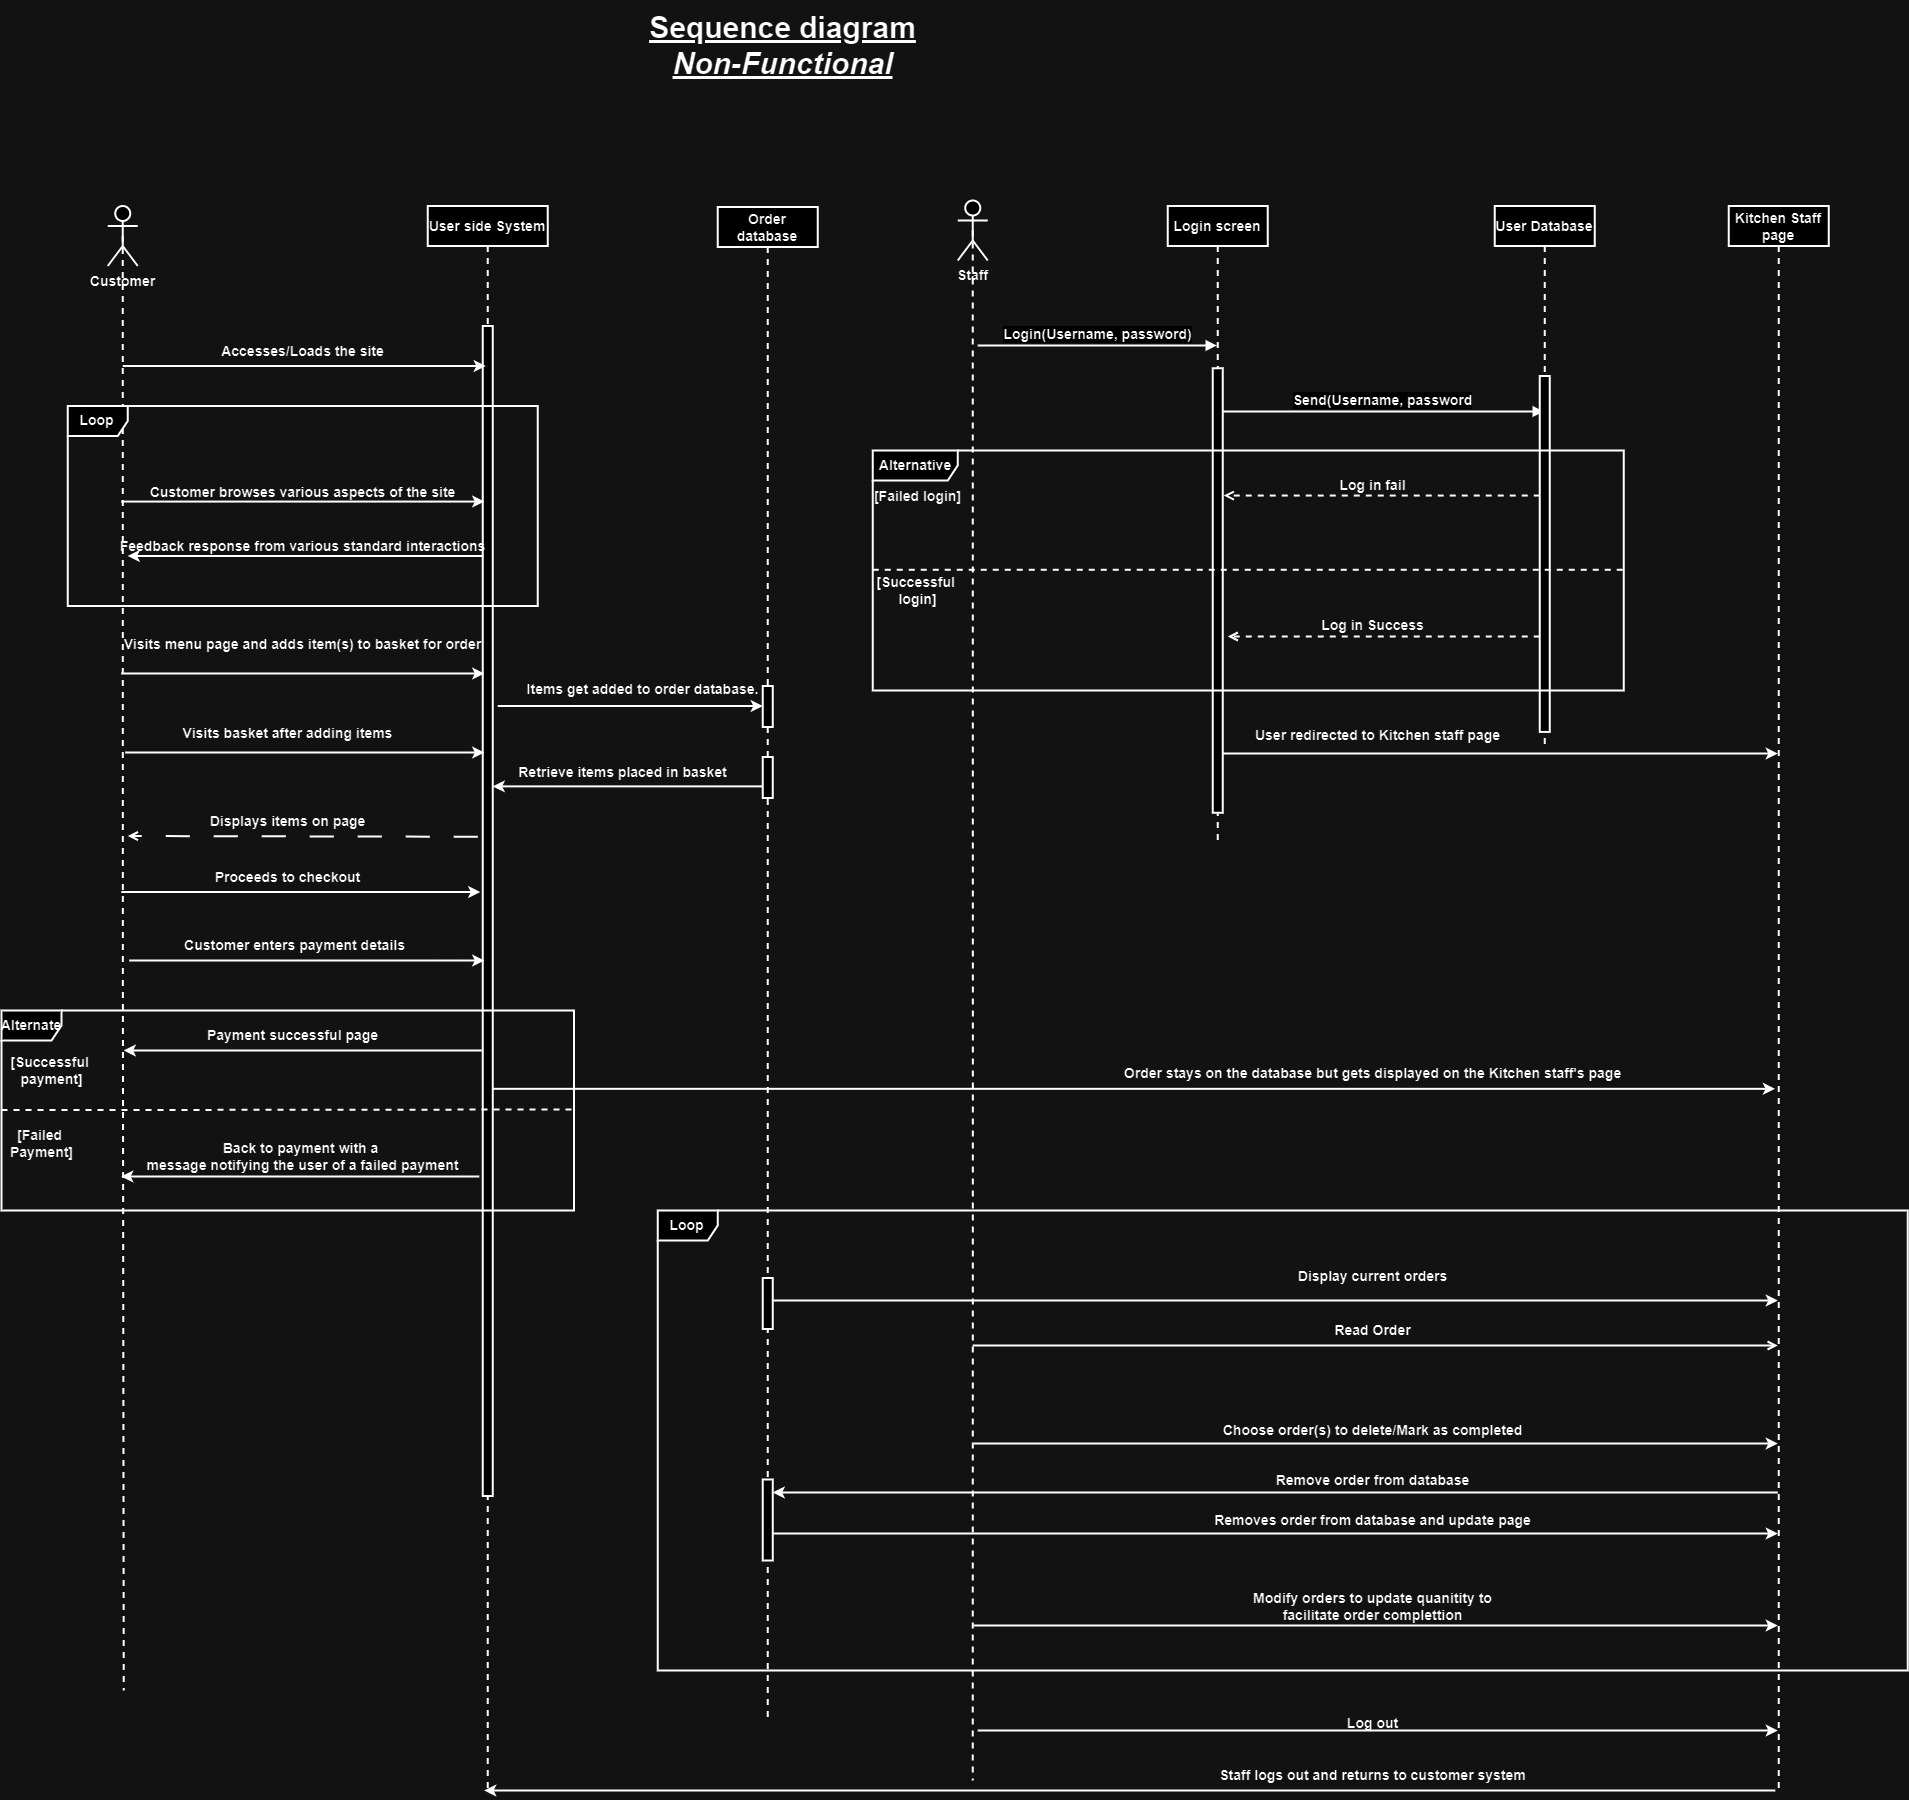 Sequence diagram
Non-Functional
Customer
User side System
Order
database
Staff
Login screen
User Database
Kitchen Staff
page
Accesses/Loads the site
Loop
Customer browses various aspects of the site
Feedback response from various standard interactions
Visits menu page and adds item(s) to basket for order
Items get added to order database.
Visits basket after adding items
Retrieve items placed in basket
Displays items on page
Proceeds to checkout
Customer enters payment details
Alternate
Payment successful page
[Successful
payment]
[Failed
Payment]
Back to payment with a
message notifying the user of a failed payment
Login(Username, password)
Send(Username, password
Alternative
[Failed login]
Log in fail
[Successful
login]
Log in Success
User redirected to Kitchen staff page
Order stays on the database but gets displayed on the Kitchen staff's page
Loop
Display current orders
Read Order
Choose order(s) to delete/Mark as completed
Remove order from database
Removes order from database and update page
Modify orders to update quanitity to
facilitate order complettion
Log out
Staff logs out and returns to customer system